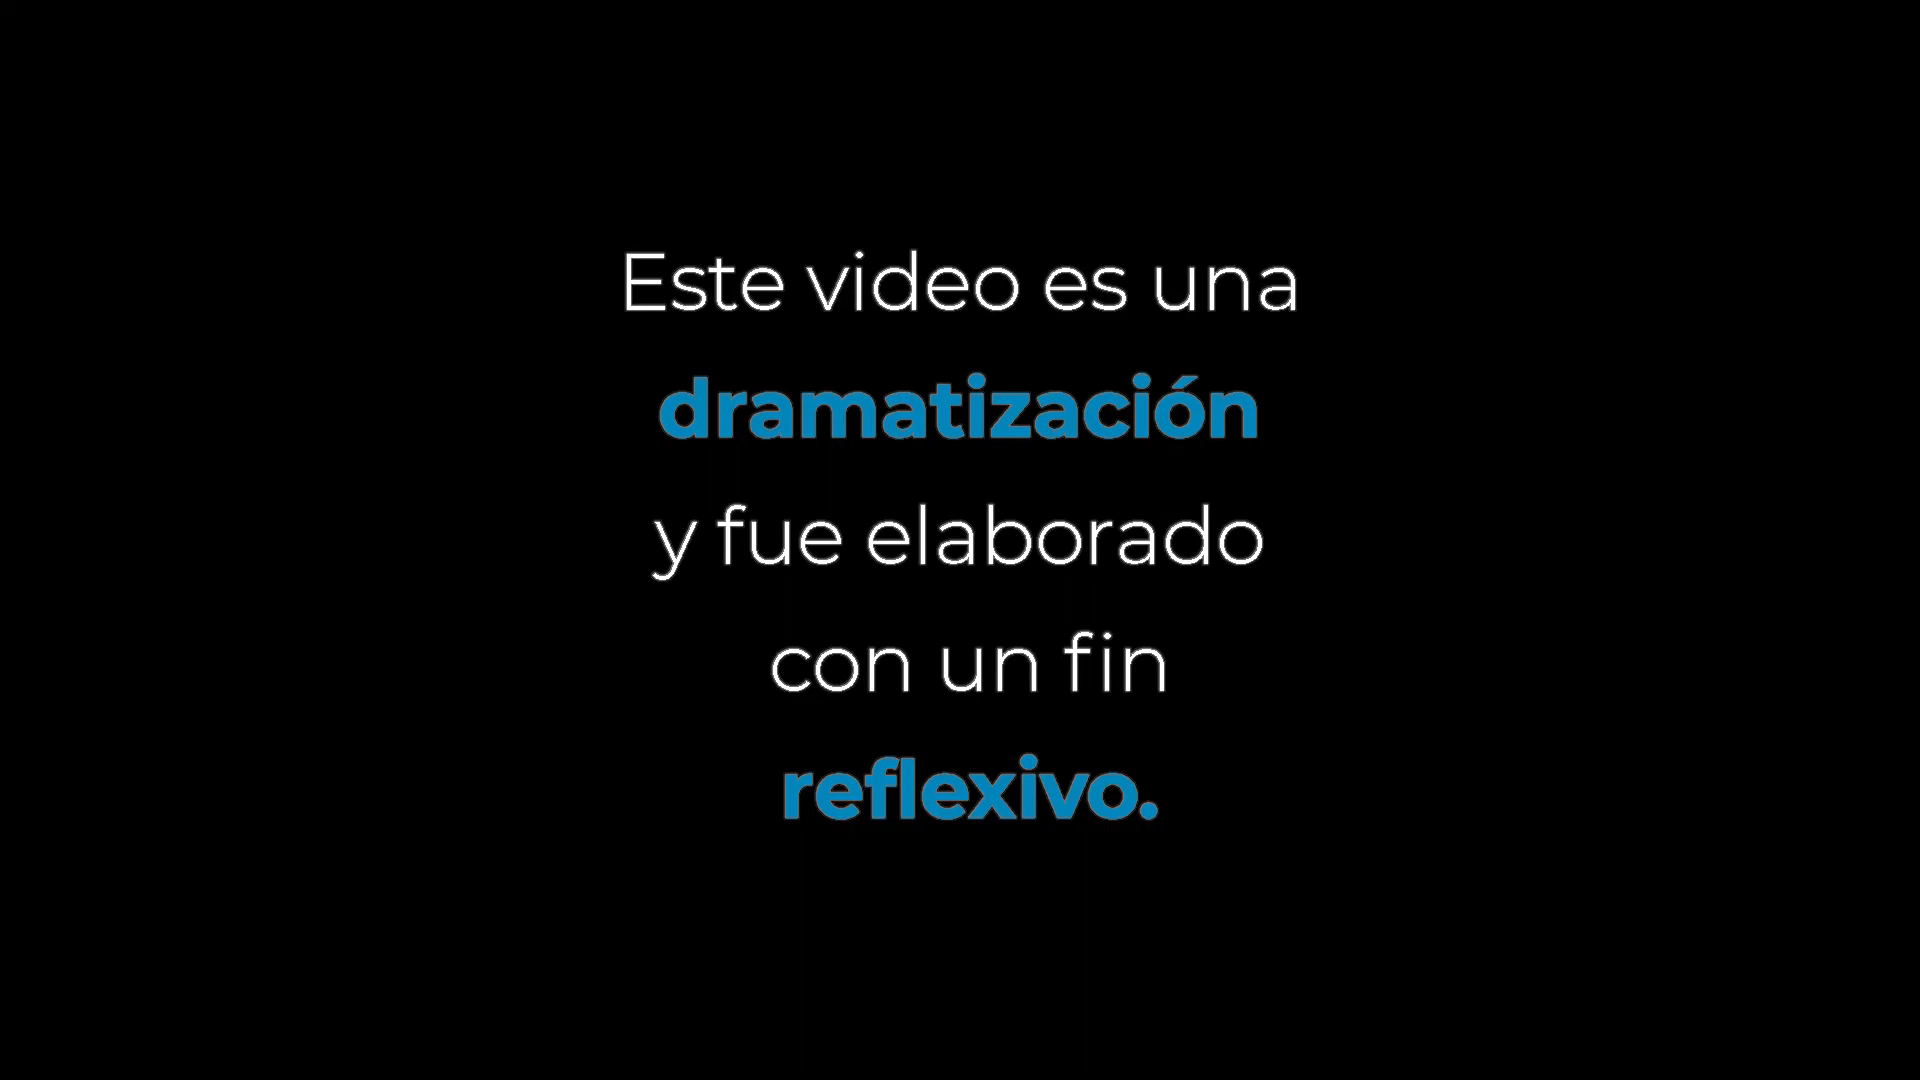 Este video es una
dramatización
y fue elaborado
con un fin
reflexivo.